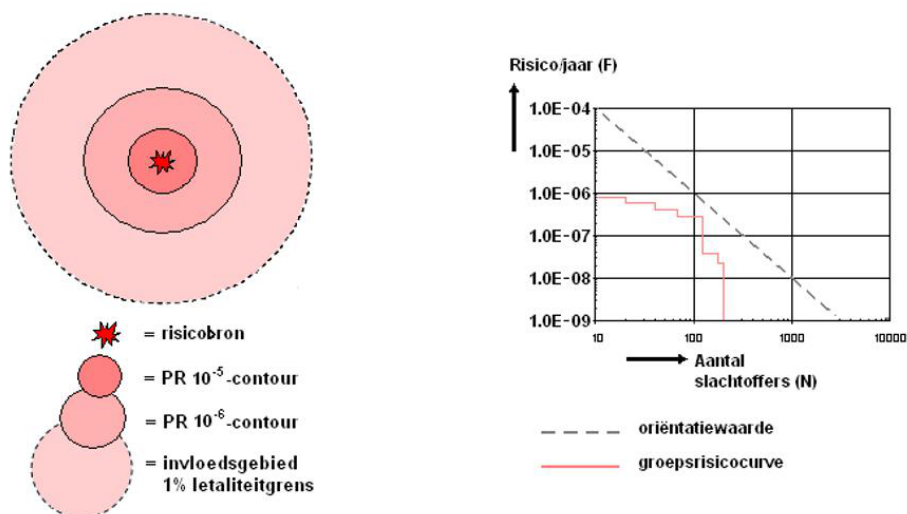 = risicobron
= PR 10⁻⁵-contour
= PR 10⁻⁶-contour
= invloedsgebied
1% letaliteitgrens
Risico/jaar (F)
1.0E-04
1.0E-05
1.0E-06
1.0E-07
1.0E-08
1.0E-09
10
100
1000
10000
Aantal
slachtoffers (N)
oriëntatiewaarde
groepsrisicocurve